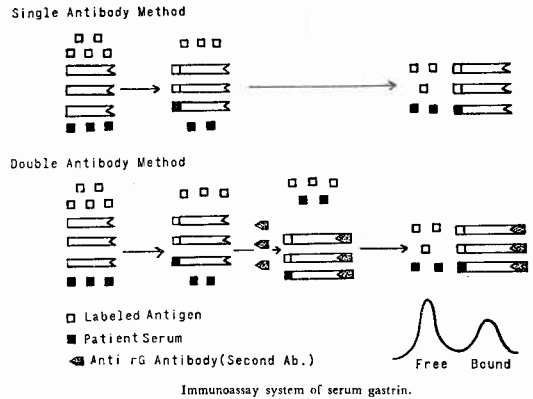 Single Antibody Method
Double Antibody Method
Labeled Antigen
Patient Serum
Anti rG Antibody(Second Ab.)
Free Bound
Immunoassay system of serum gastrin.